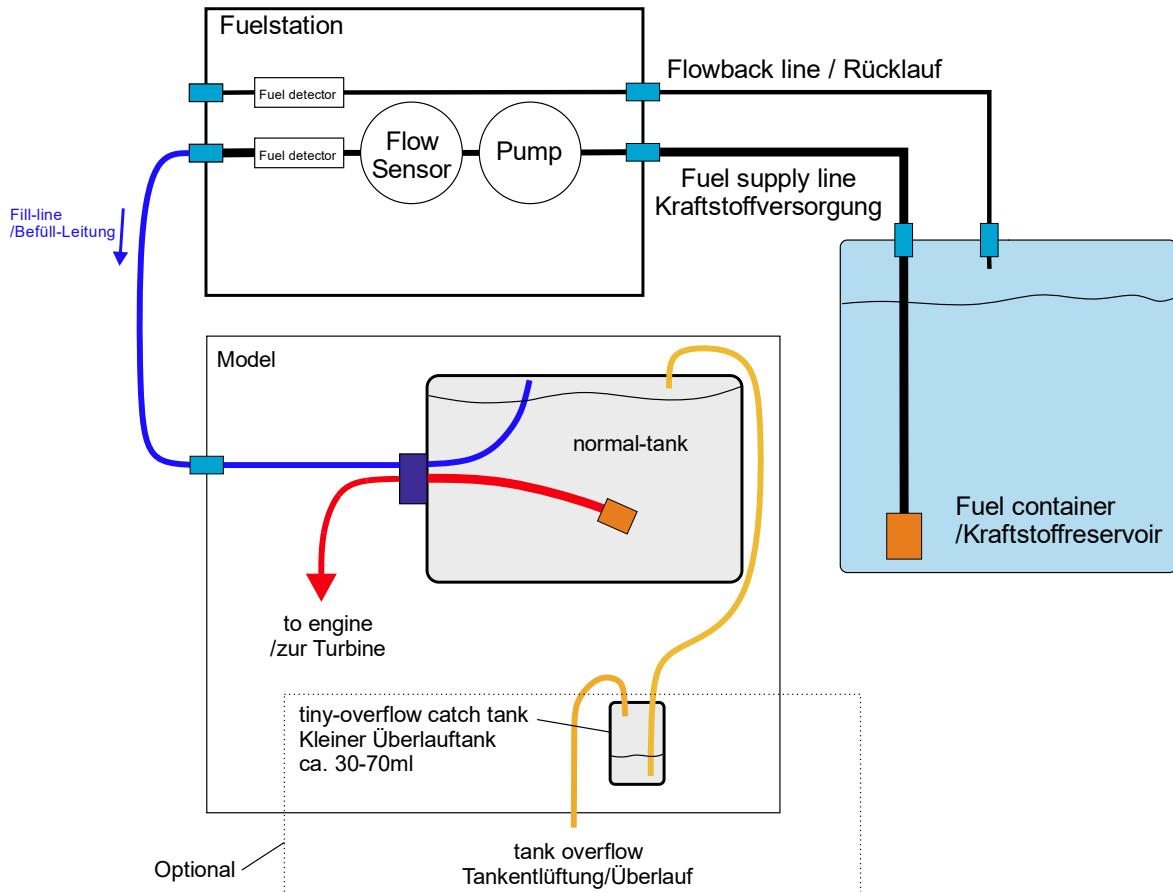 Fuelstation
Fuel detector
Flowback line / Rücklauf
Fuel detector
Flow
Sensor
Pump
Fuel supply line
Kraftstoffversorgung
Fill-line
/Befüll-Leitung
Model
normal-tank
Fuel container
/Kraftstoffreservoir
to engine
/zur Turbine
tiny-overflow catch tank
Kleiner Überlauftank
ca. 30-70ml
Optional
tank overflow
Tankentlüftung/Überlauf